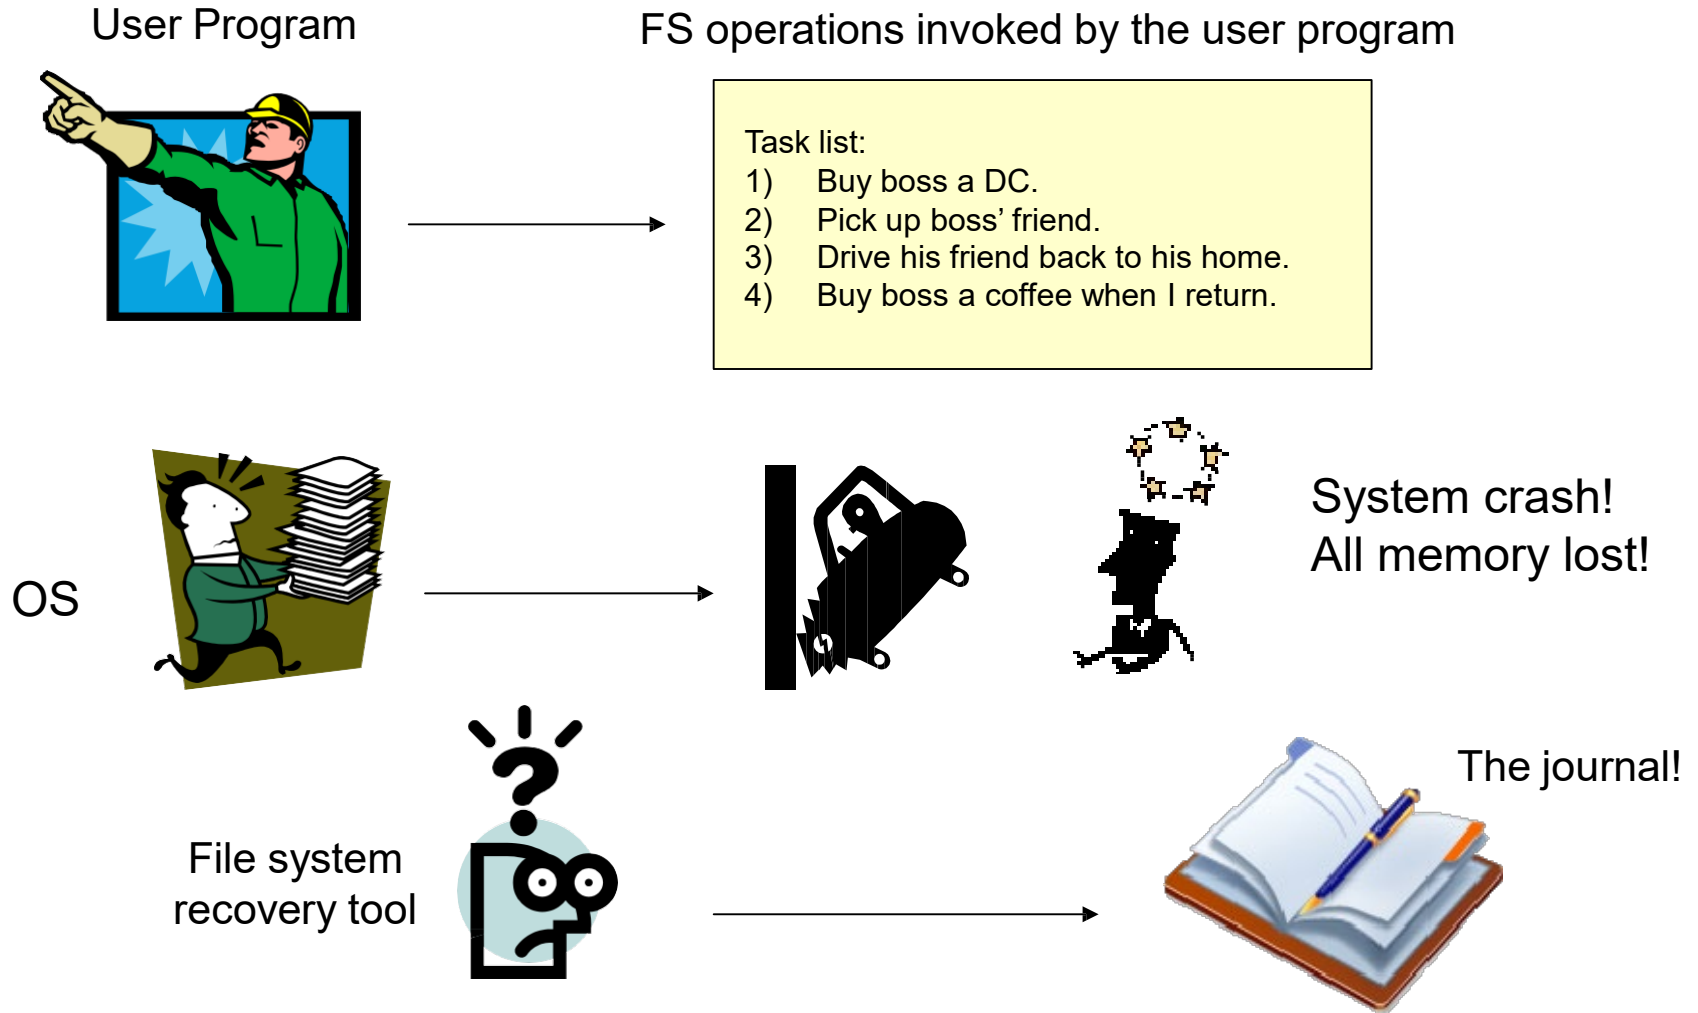 User Program
FS operations invoked by the user program
Task list:
1) Buy boss a DC.
2) Pick up boss’ friend.
3) Drive his friend back to his home.
4) Buy boss a coffee when I return.
OS
System crash!
All memory lost!
File system
recovery tool
The journal!